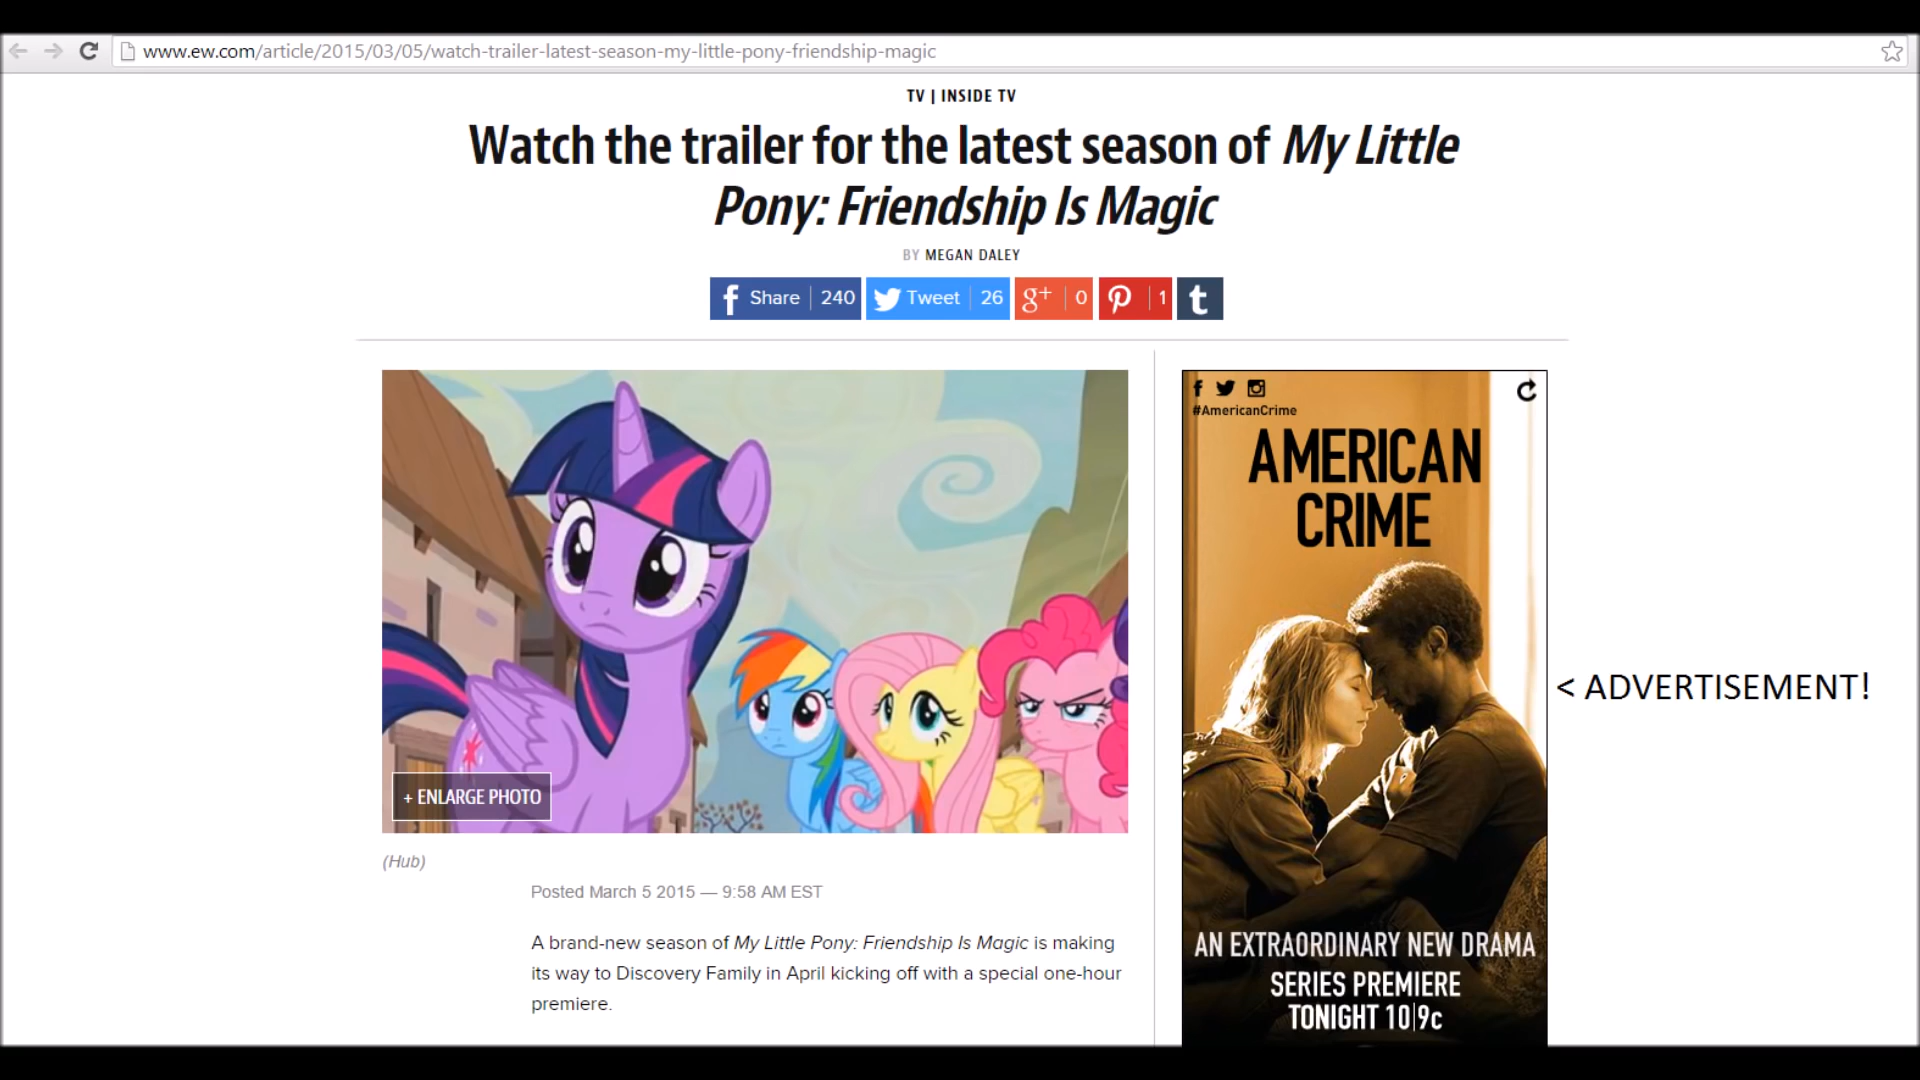 www.ew.com/article/2015/03/05/watch-trailer-latest-season-my-little-pony-friendship-magic
TV | INSIDE TV
Watch the trailer for the latest season of My Little
Pony: Friendship Is Magic
BY MEGAN DALEY
f Share 240 Tweet 26 g+ 0 1 t
+ ENLARGE PHOTO
(Hub)
Posted March 5 2015 — 9:58 AM EST
A brand-new season of My Little Pony: Friendship Is Magic is making
its way to Discovery Family in April kicking off with a special one-hour
premiere.
f
#AmericanCrime
AMERICAN
CRIME
AN EXTRAORDINARY NEW DRAMA
SERIES PREMIERE
TONIGHT 10|9c
< ADVERTISEMENT!